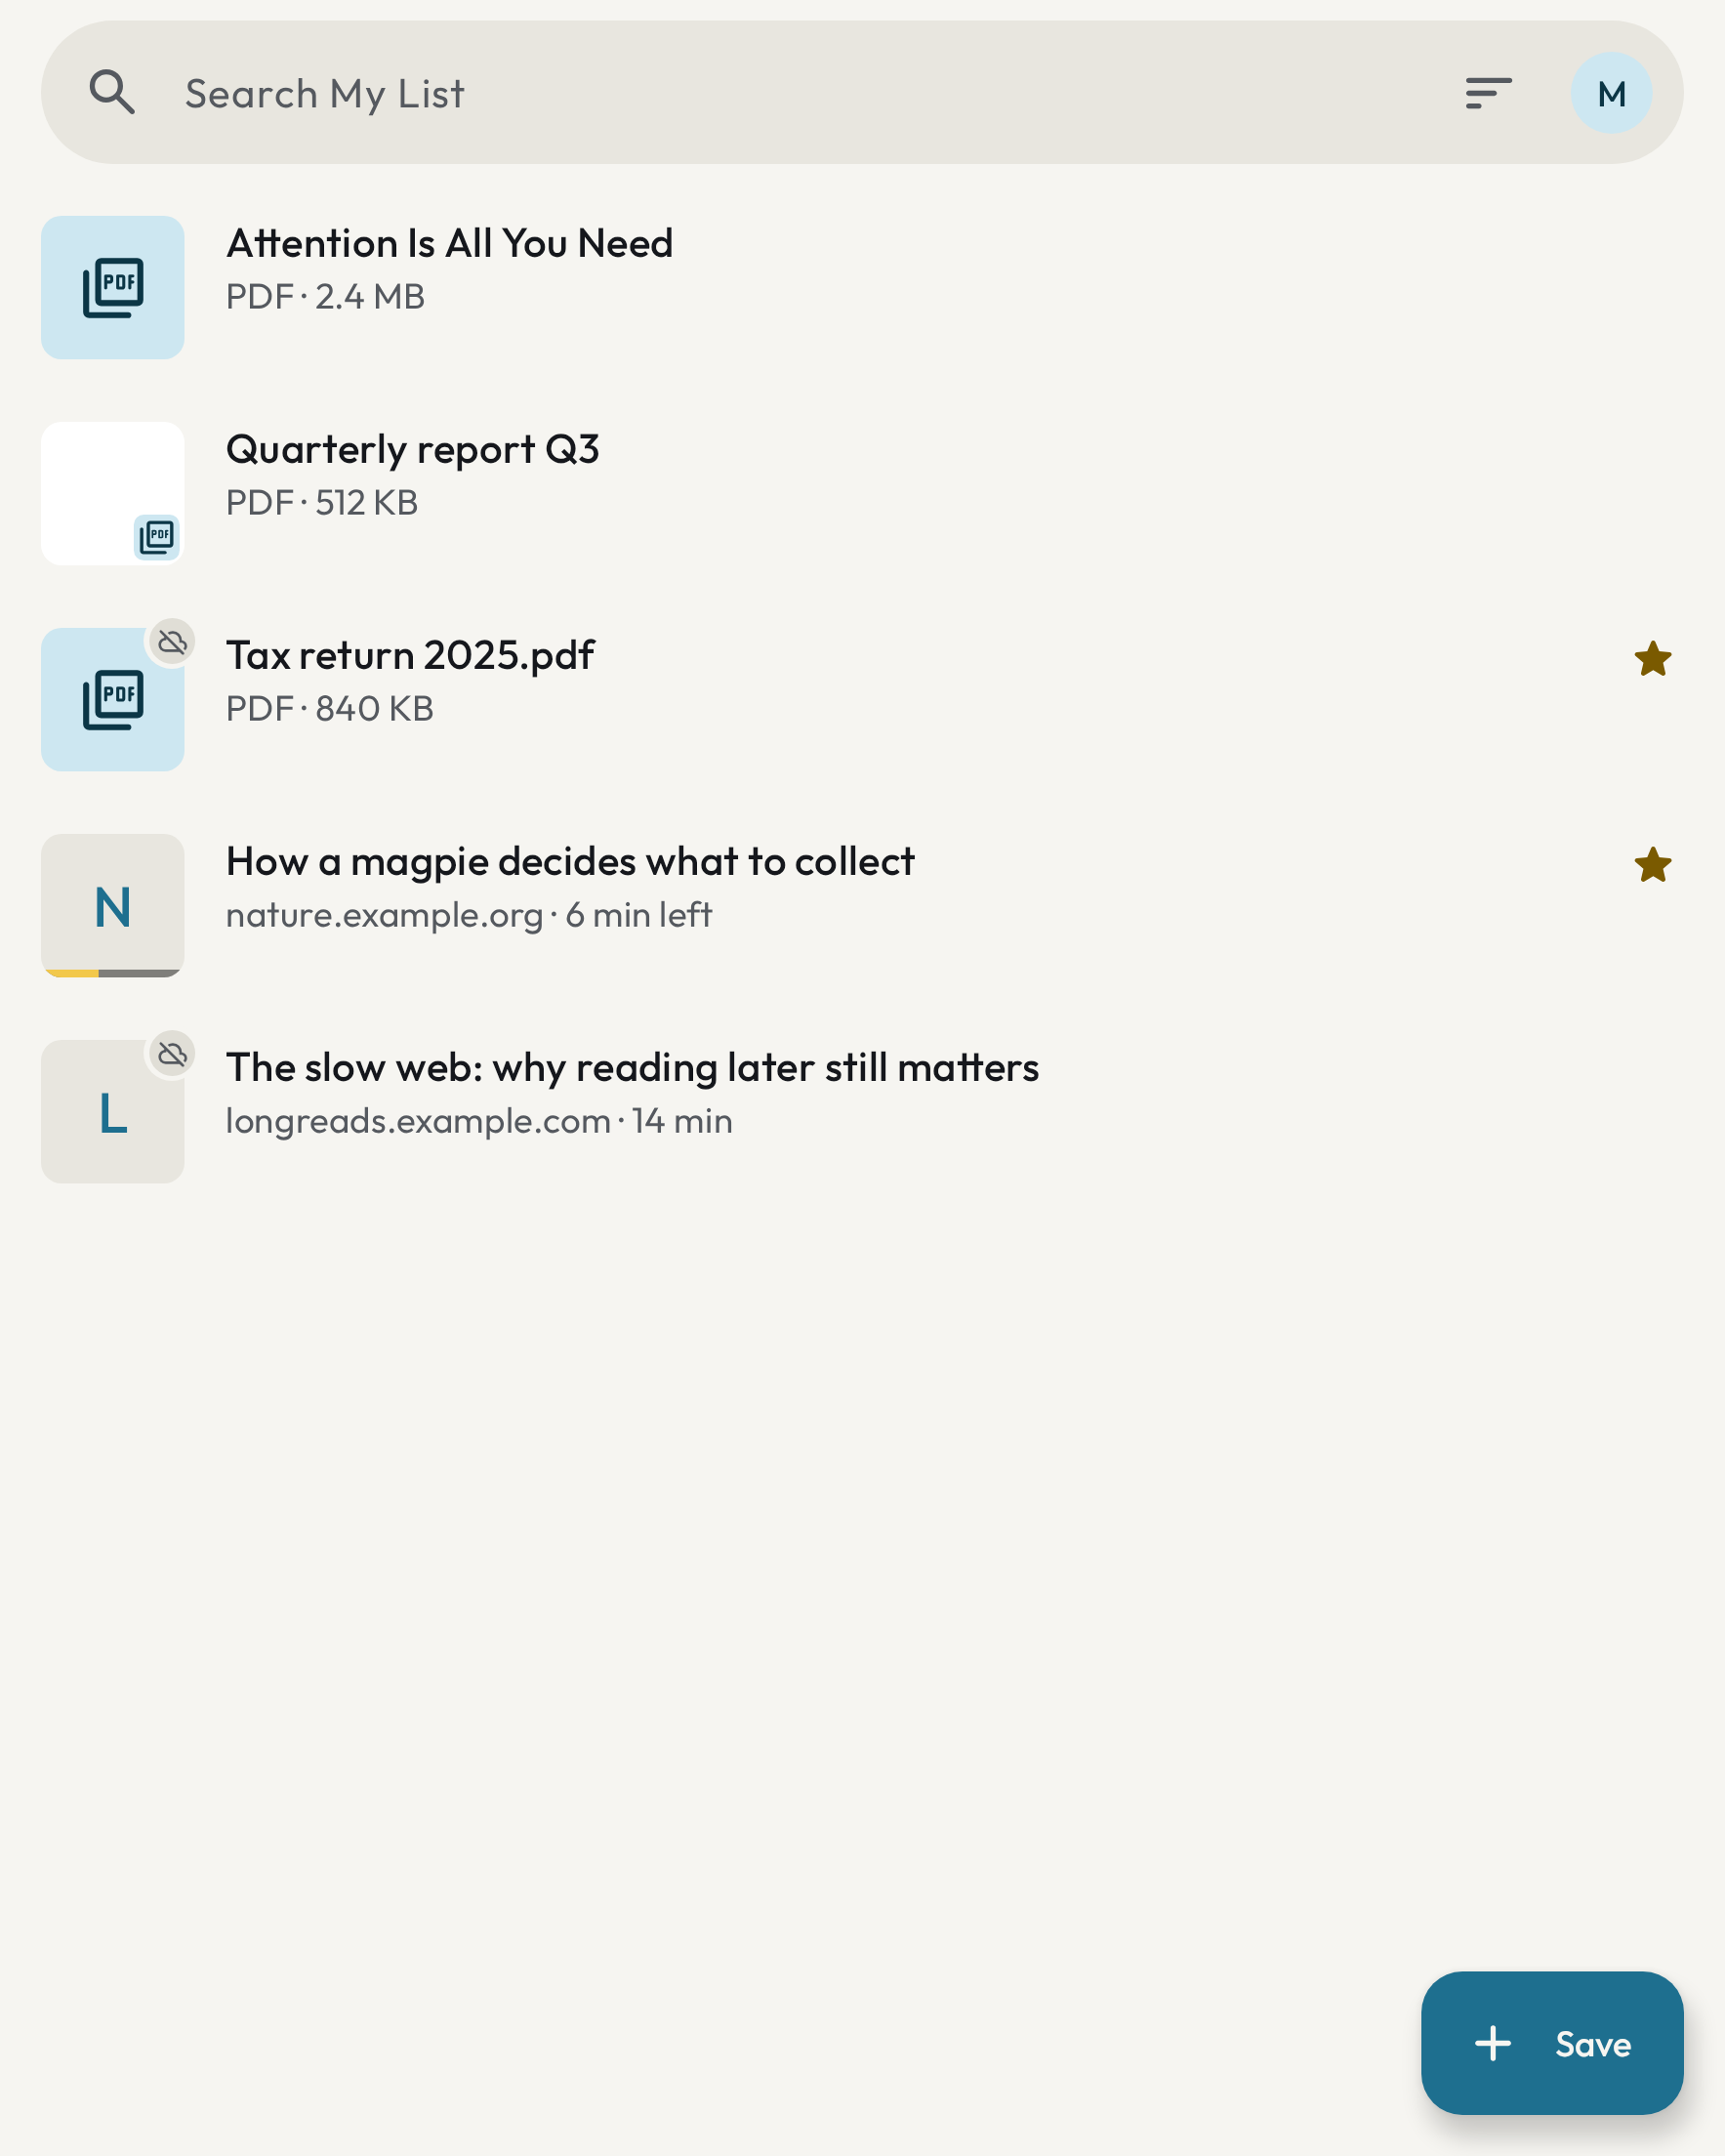 Search My List
M
PDF
Attention Is All You Need
PDF · 2.4 MB
Quarterly report Q3
PDF · 512 KB
PDF
Tax return 2025.pdf
PDF
PDF · 840 KB
How a magpie decides what to collect
N
nature.example.org · 6 min left
The slow web: why reading later still matters
L
longreads.example.com · 14 min
Save